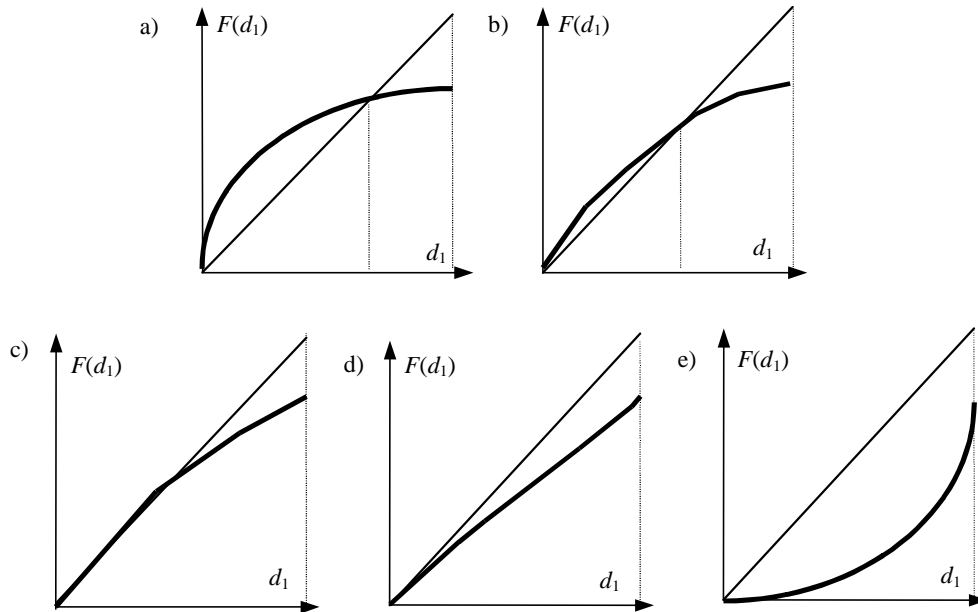 a) F(d₁)
d₁
b) F(d₁)
d₁
c) F(d₁)
d₁
d) F(d₁)
d₁
e) F(d₁)
d₁